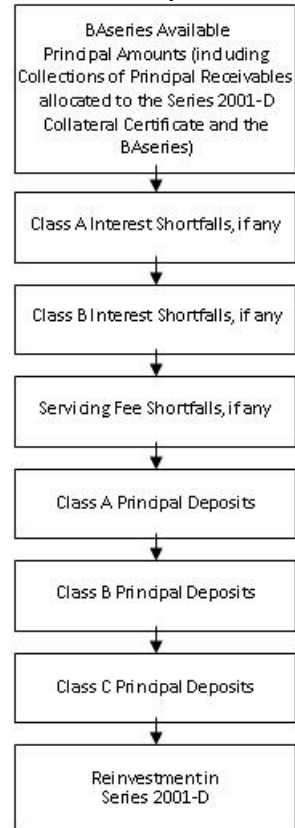 BAseries Available
Principal Amounts (including
Collections of Principal Receivables
allocated to the Series 2001-D
Collateral Certificate and the
BAseries)
Class A Interest Shortfalls, if any
Class B Interest Shortfalls, if any
Servicing Fee Shortfalls, if any
Class A Principal Deposits
Class B Principal Deposits
Class C Principal Deposits
Reinvestment in
Series 2001-D